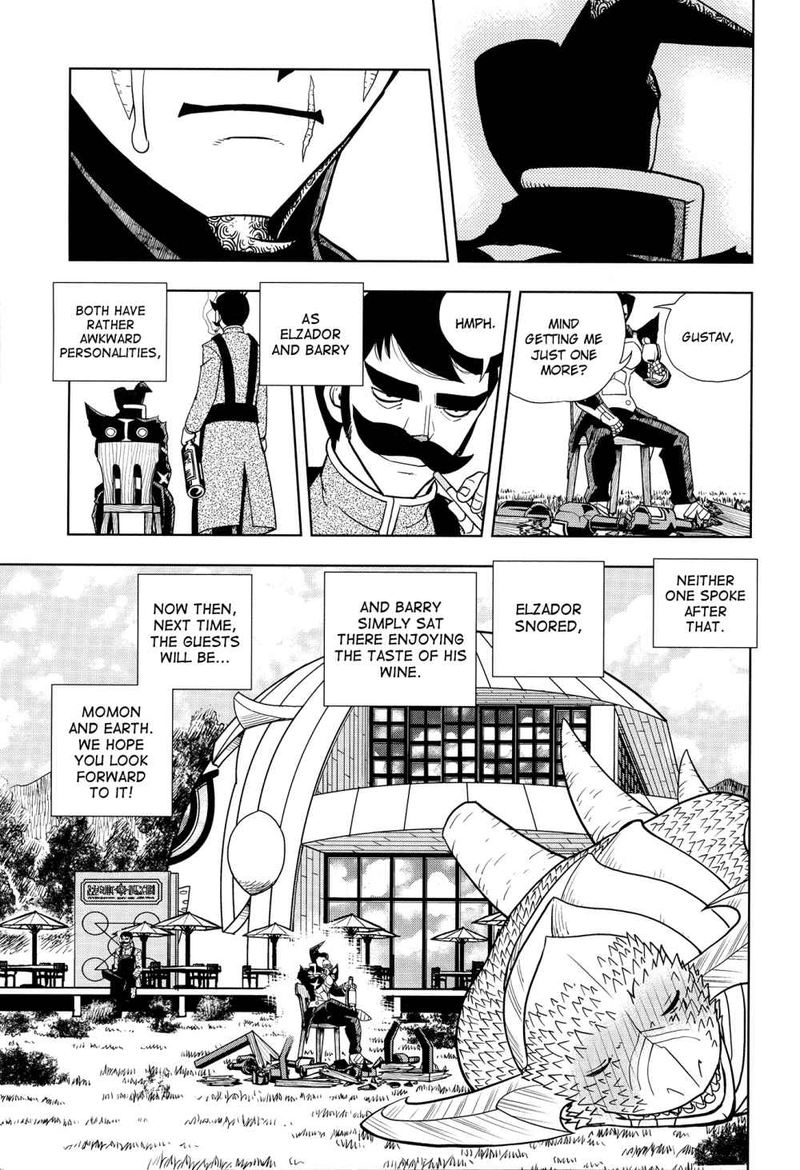 GUSTAV,
MIND
GETTING ME
JUST ONE
MORE?
HMPH.
AS
ELZADOR
AND BARRY
BOTH HAVE
RATHER
AWKWARD
PERSONALITIES,
NEITHER
ONE SPOKE
AFTER
THAT.
ELZADOR
SNORED,
AND BARRY
SIMPLY SAT
THERE ENJOYING
THE TASTE OF HIS
WINE.
NOW THEN,
NEXT TIME,
THE GUESTS
WILL BE...
MOMON
AND EARTH.
WE HOPE
YOU LOOK
FORWARD
TO IT!